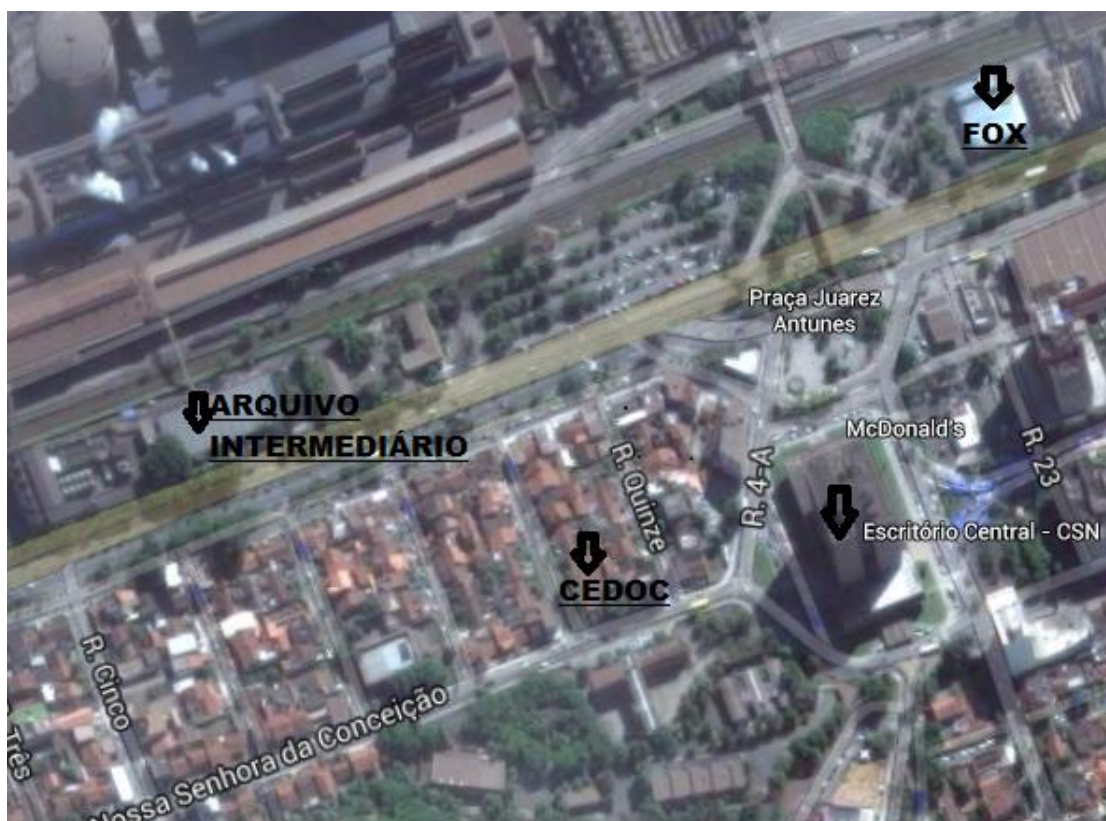 FOX
Praça Juarez
Antunes
ARQUIVO
INTERMEDIÁRIO
McDonald's
R. 23
R. Quinze
R. 4-A
Escritório Central - CSN
CEDOC
R. Cinco
Três
Nossa Senhora da Conceição